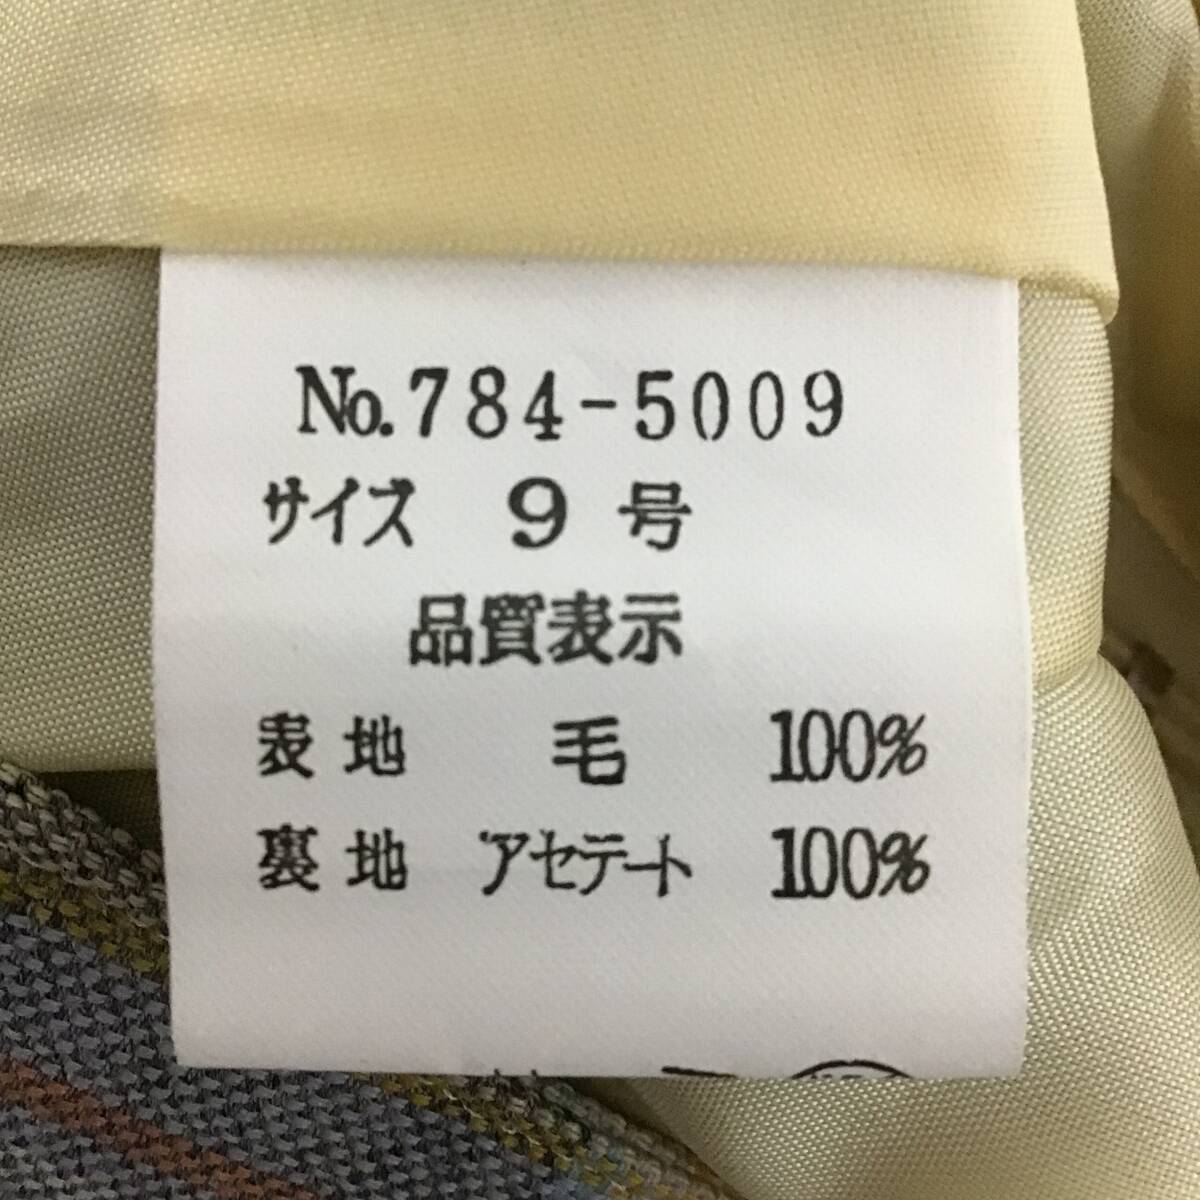 No.784-5009
サイズ 9 号
品質表示
表地 毛 100%
裏地 アセテート 100%